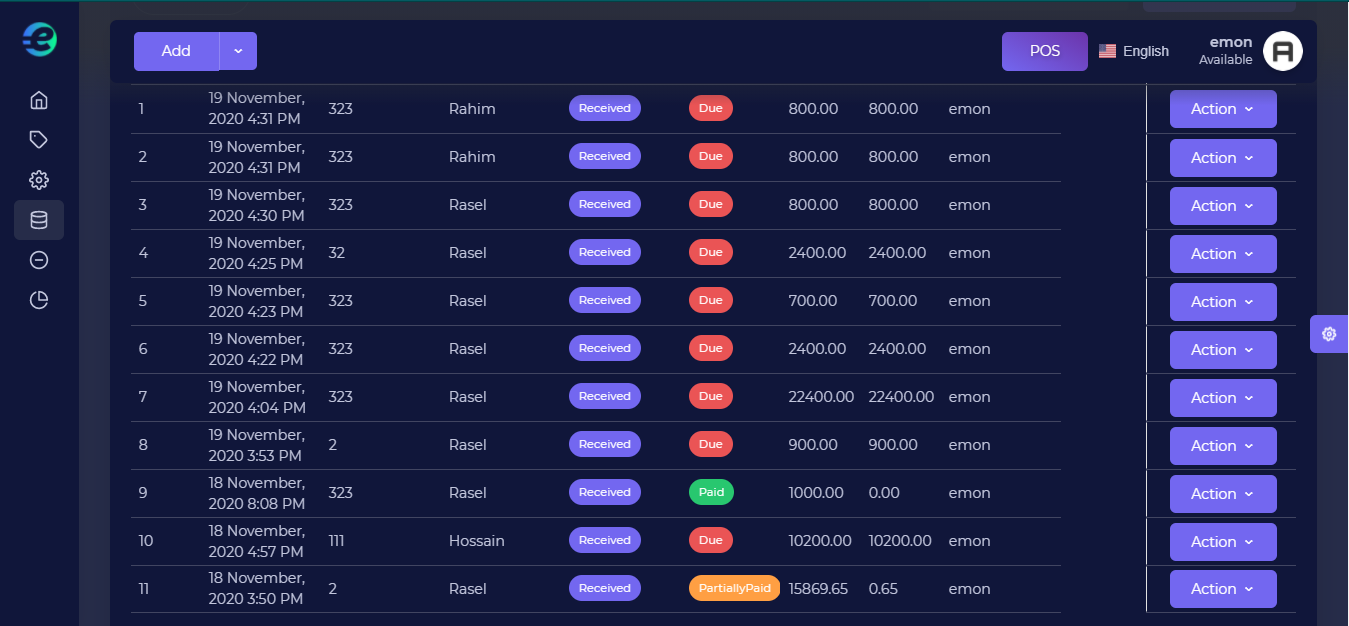 Add
POS
English
emon
Available
1 19 November, 2020 4:31 PM 323 Rahim Received Due 800.00 800.00 emon Action
2 19 November, 2020 4:31 PM 323 Rahim Received Due 800.00 800.00 emon Action
3 19 November, 2020 4:30 PM 323 Rasel Received Due 800.00 800.00 emon Action
4 19 November, 2020 4:25 PM 32 Rasel Received Due 2400.00 2400.00 emon Action
5 19 November, 2020 4:23 PM 323 Rasel Received Due 700.00 700.00 emon Action
6 19 November, 2020 4:22 PM 323 Rasel Received Due 2400.00 2400.00 emon Action
7 19 November, 2020 4:04 PM 323 Rasel Received Due 22400.00 22400.00 emon Action
8 19 November, 2020 3:53 PM 2 Rasel Received Due 900.00 900.00 emon Action
9 18 November, 2020 8:08 PM 323 Rasel Received Paid 1000.00 0.00 emon Action
10 18 November, 2020 4:57 PM 111 Hossain Received Due 10200.00 10200.00 emon Action
11 18 November, 2020 3:50 PM 2 Rasel Received PartiallyPaid 15869.65 0.65 emon Action